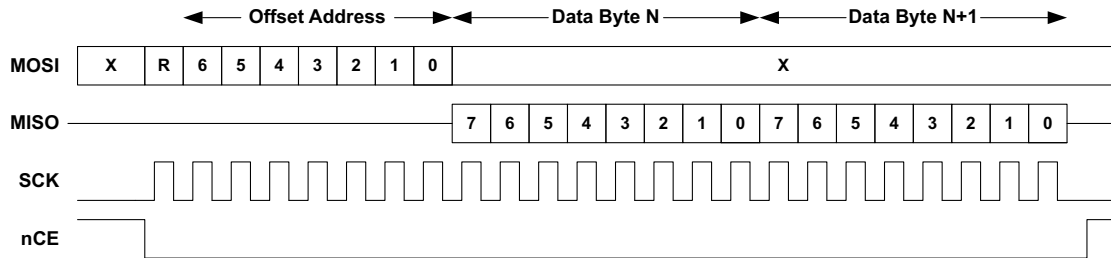 Offset Address Data Byte N Data Byte N+1
MOSI X R 6 5 4 3 2 1 0 X
MISO 7 6 5 4 3 2 1 0 7 6 5 4 3 2 1 0
SCK
nCE